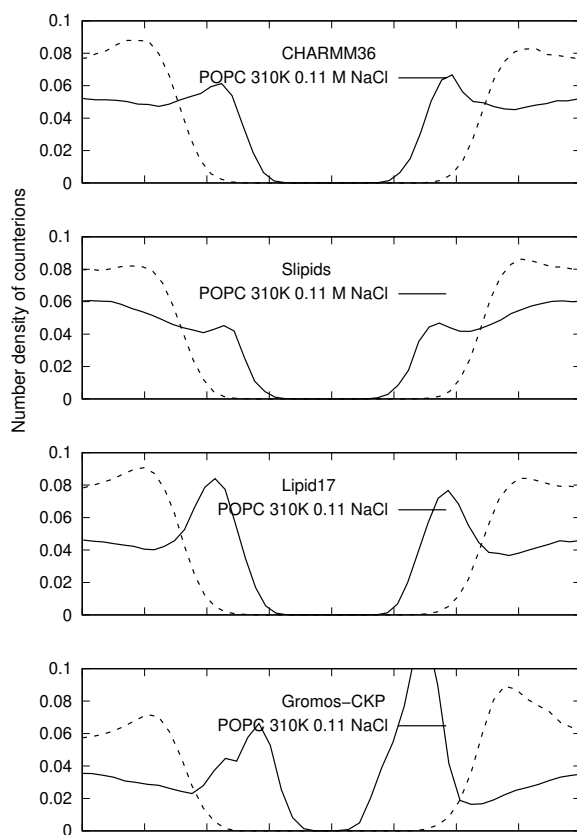 Number density of counterions
0.1
0.08
0.06
0.04
0.02
0
CHARMM36
POPC 310K 0.11 M NaCl
0.1
0.08
0.06
0.04
0.02
0
Slipids
POPC 310K 0.11 M NaCl
0.1
0.08
0.06
0.04
0.02
0
Lipid17
POPC 310K 0.11 NaCl
0.1
0.08
0.06
0.04
0.02
0
Gromos-CKP
POPC 310K 0.11 NaCl